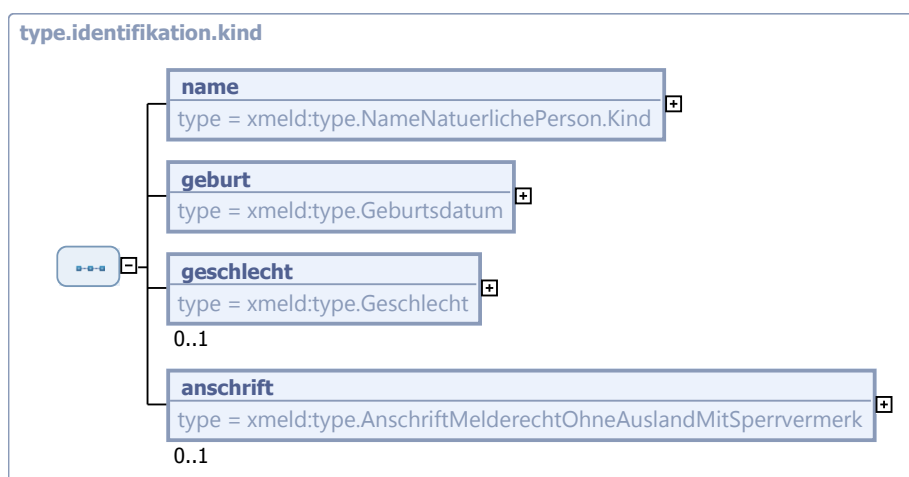 type.identifikation.kind
name
type = xmeld:type.NameNatuerlichePerson.Kind
geburt
type = xmeld:type.Geburtsdatum
geschlecht
type = xmeld:type.Geschlecht
0..1
anschrift
type = xmeld:type.AnschriftMelderechtOhneAuslandMitSperrvermerk
0..1